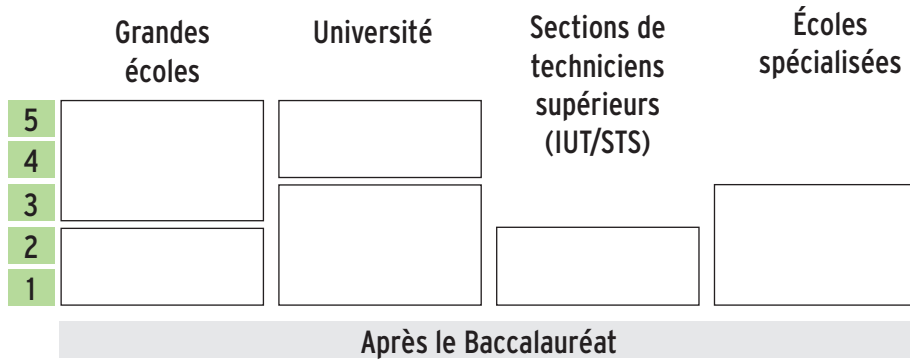 Grandes
écoles
Université
Sections de
techniciens
supérieurs
(IUT/STS)
Écoles
spécialisées
5
4
3
2
1
Après le Baccalauréat